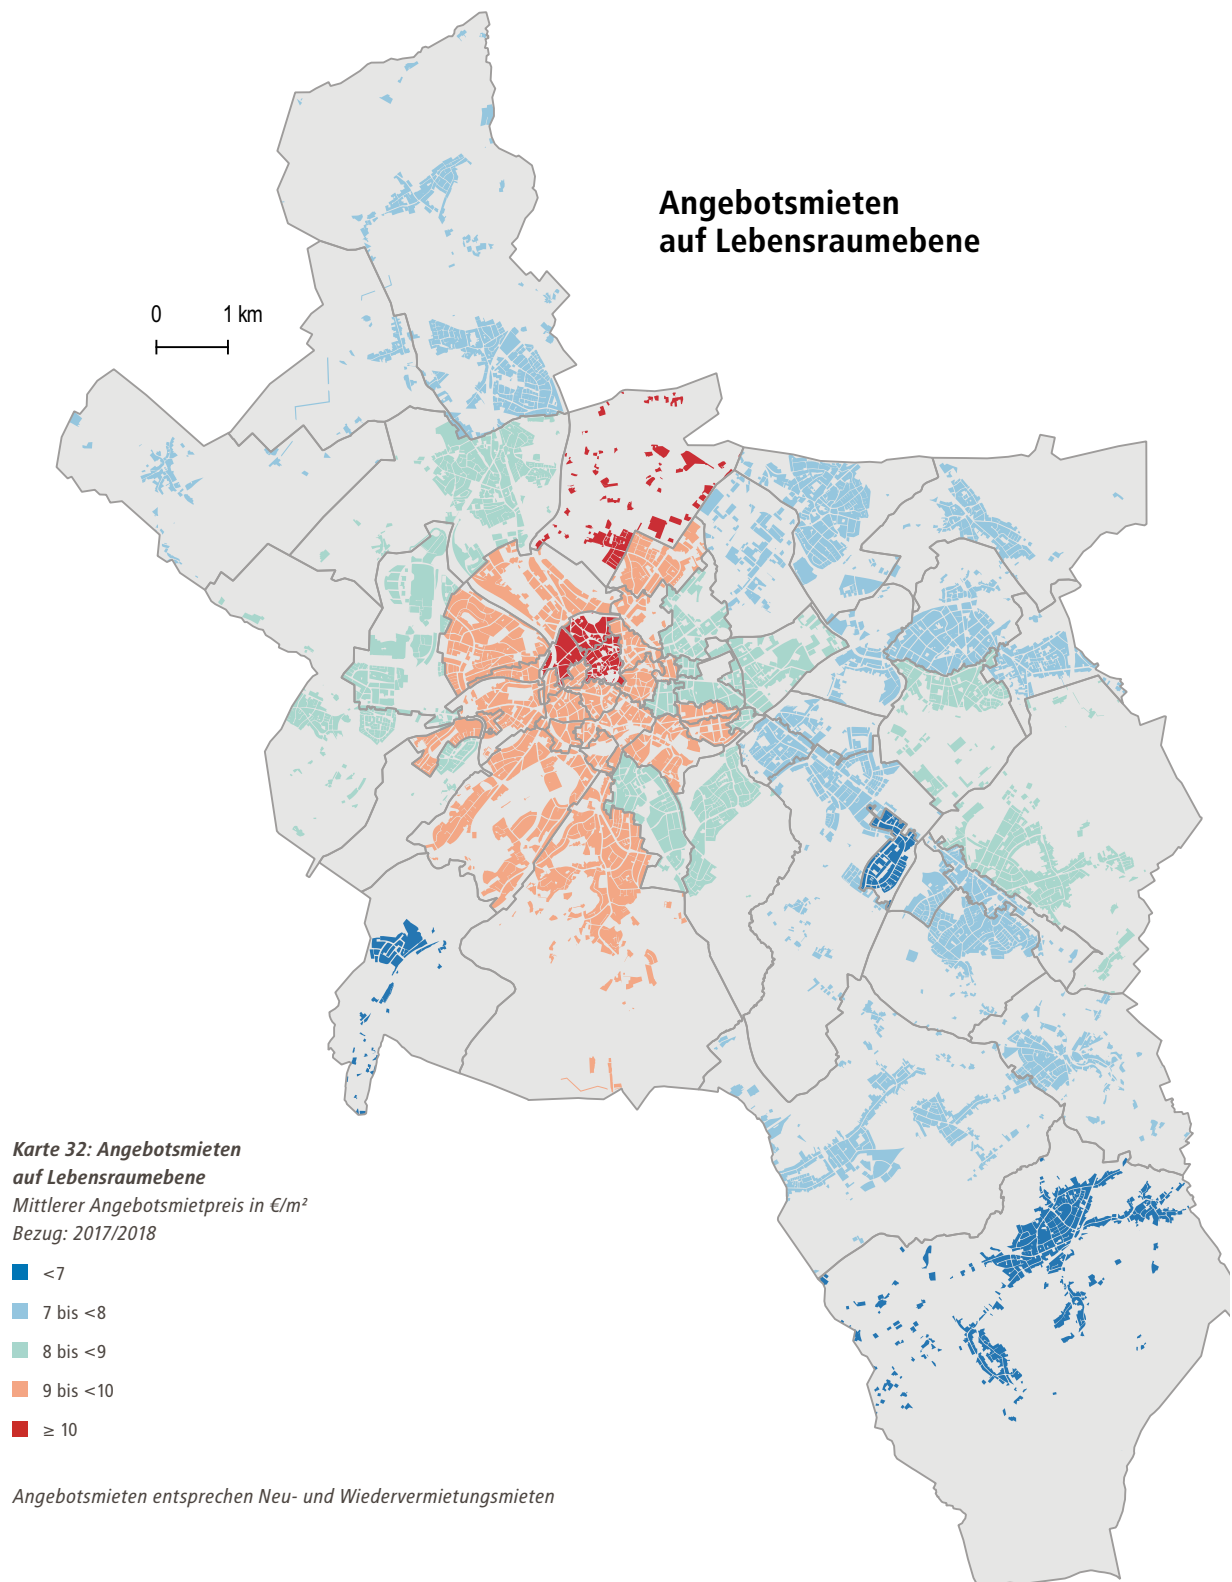 Angebotsmieten
auf Lebensraumebene
0 1 km
Karte 32: Angebotsmieten
auf Lebensraumebene
Mittlerer Angebotsmietpreis in €/m²
Bezug: 2017/2018
<7
7 bis <8
8 bis <9
9 bis <10
≥ 10
Angebotsmieten entsprechen Neu- und Wiedervermietungsmieten